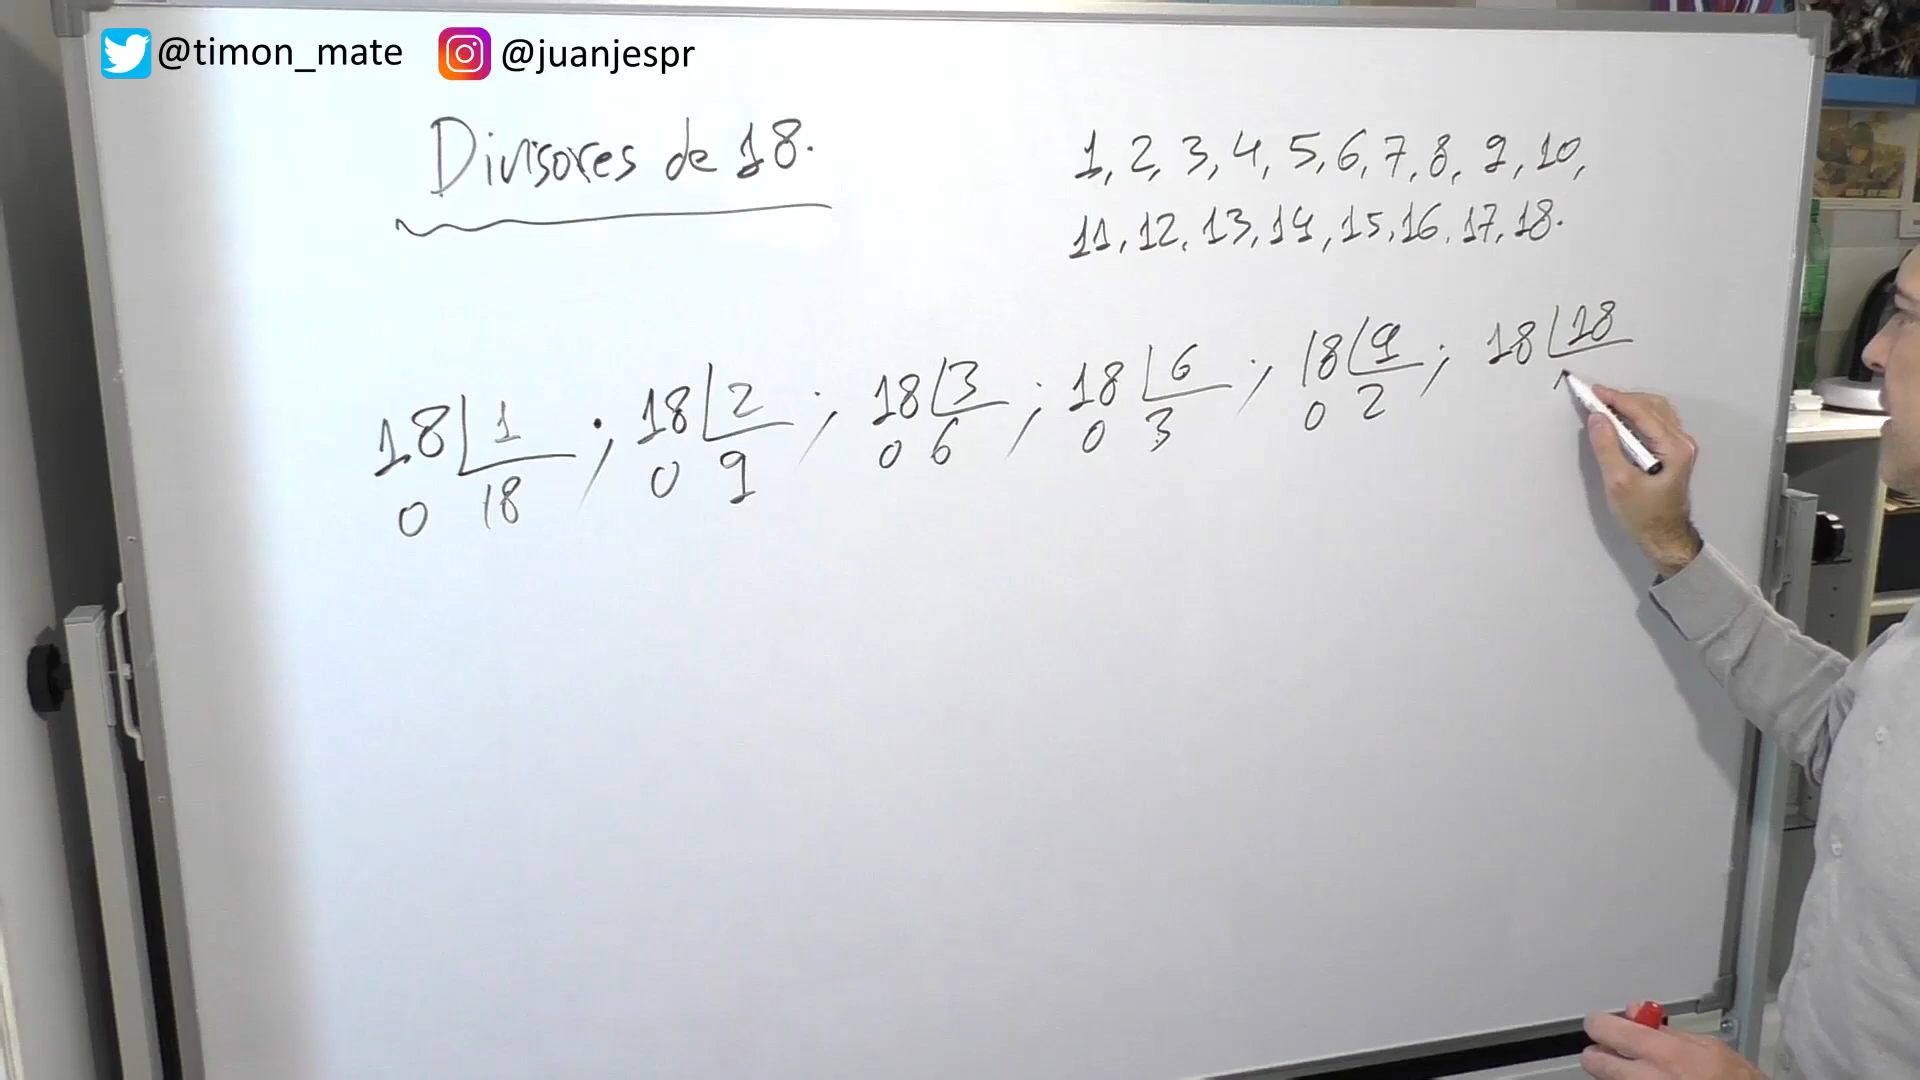 @timon_mate @juanjespr
Divisores de 18.
1, 2, 3, 4, 5, 6, 7, 8, 9, 10,
11, 12, 13, 14, 15, 16, 17, 18.
18 1 ; 18 2 ; 18 3 ; 18 6 ; 18 9 ; 18 18
0 18 0 9 0 6 0 3 0 2